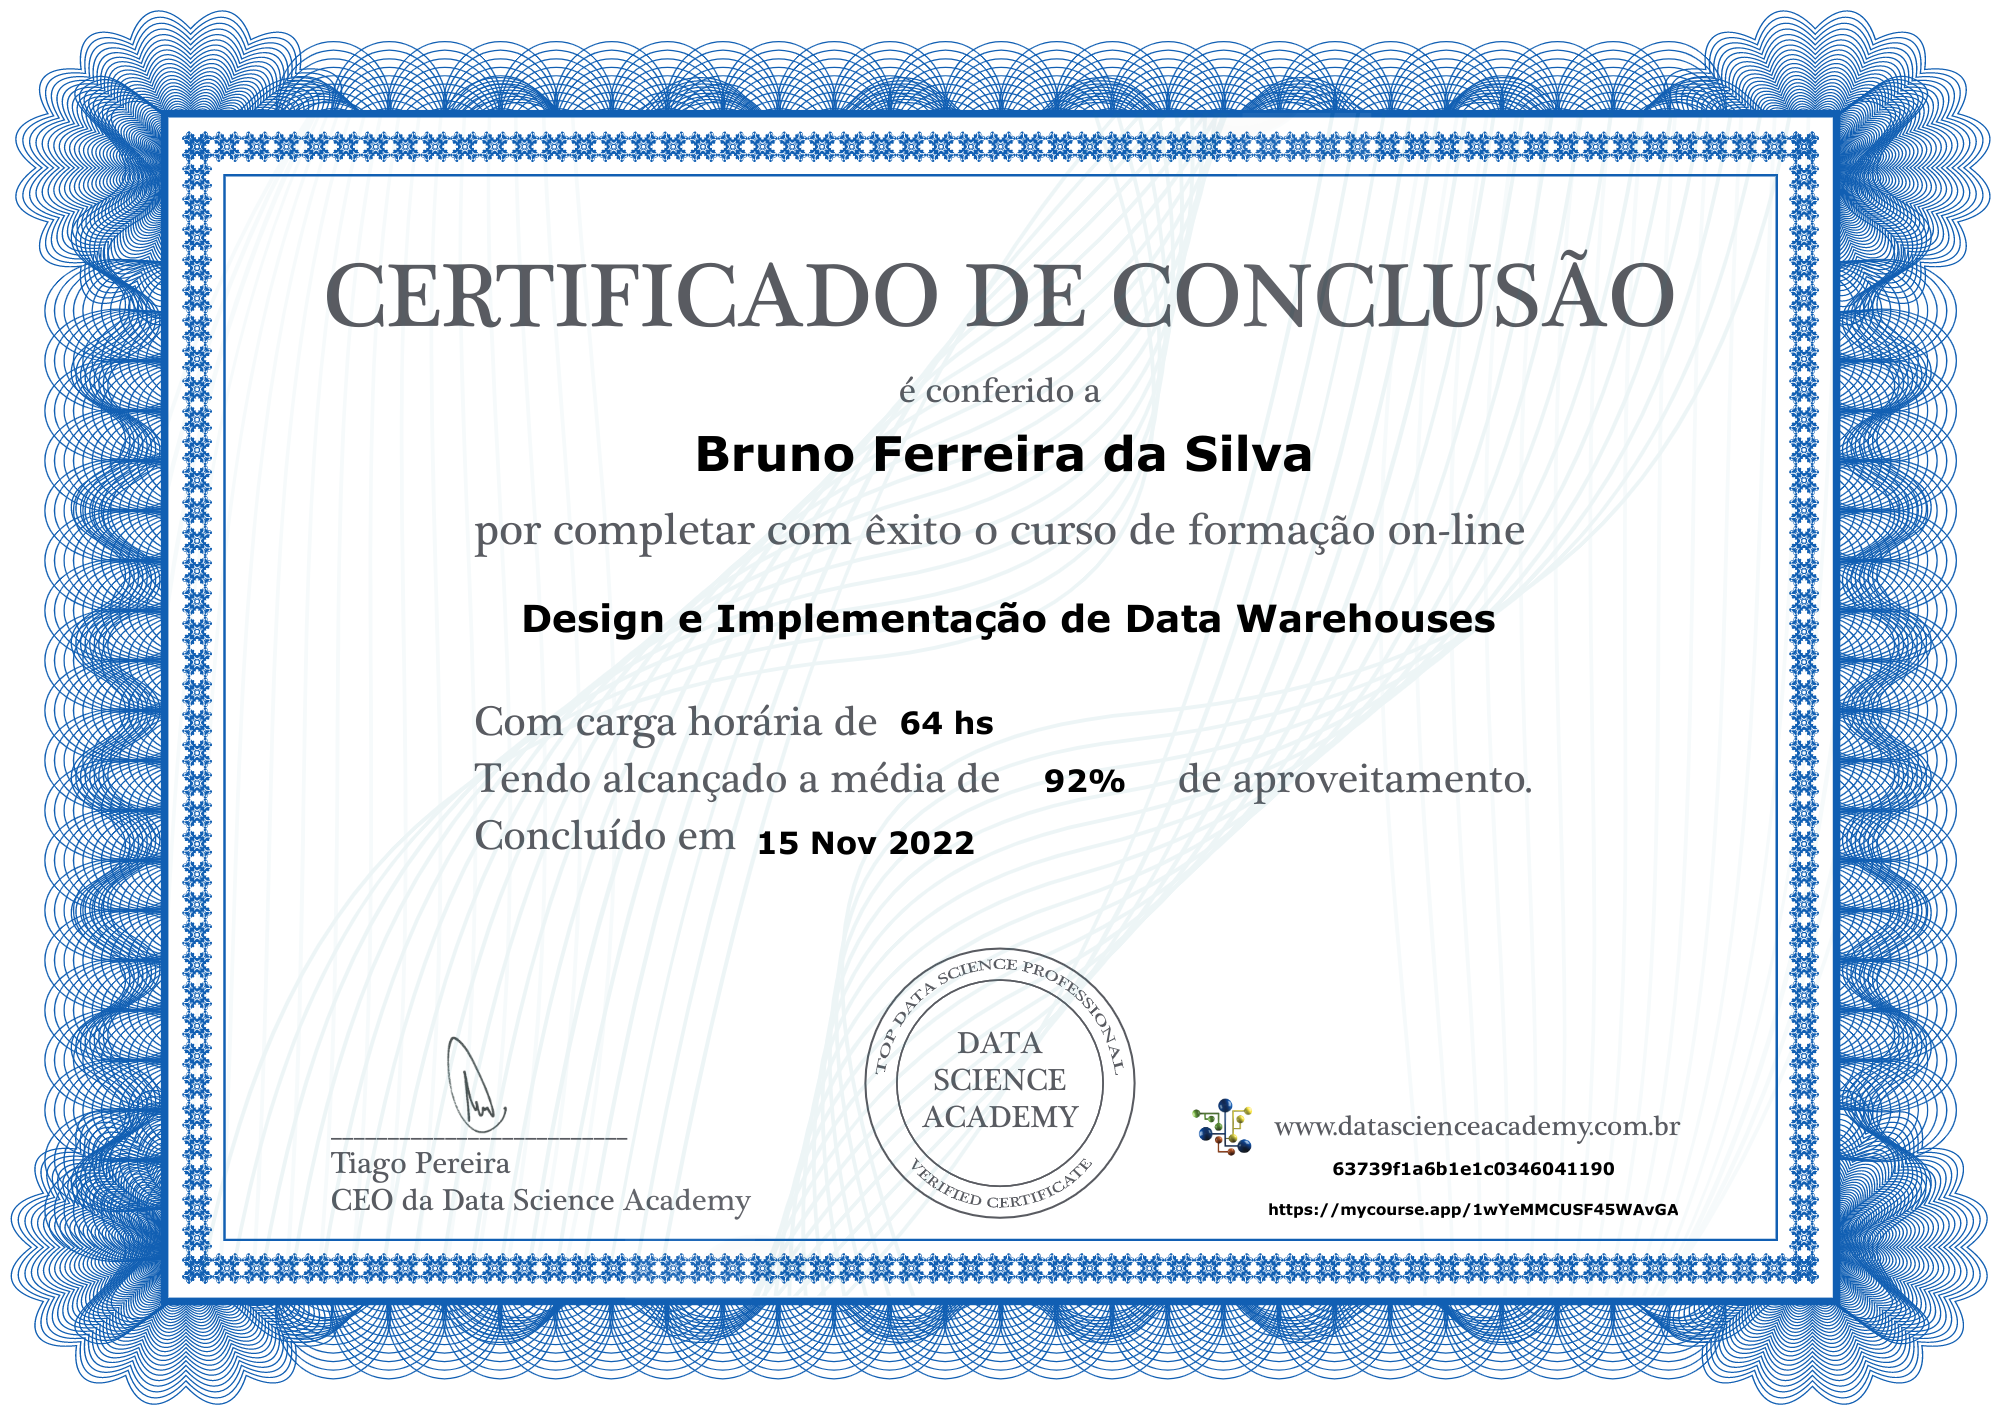 CERTIFICADO DE CONCLUSÃO
é conferido a
Bruno Ferreira da Silva
por completar com êxito o curso de formação on-line
Design e Implementação de Data Warehouses
Com carga horária de 64 hs
Tendo alcançado a média de 92% de aproveitamento.
Concluído em 15 Nov 2022
TOP DATA SCIENCE PROFESSIONAL
DATA
SCIENCE
ACADEMY
VERIFIED CERTIFICATE
Tiago Pereira
CEO da Data Science Academy
www.datascienceacademy.com.br
63739f1a6b1e1c0346041190
https://mycourse.app/1wYeMMCUSF45WAvGA